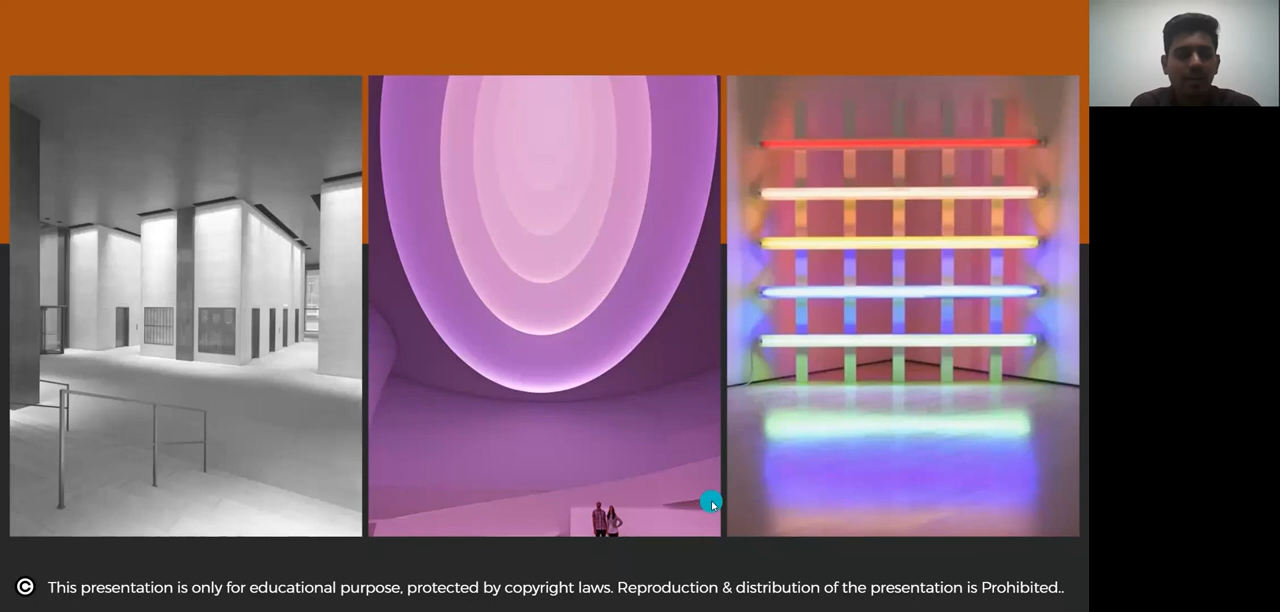 © This presentation is only for educational purpose, protected by copyright laws. Reproduction & distribution of the presentation is Prohibited..